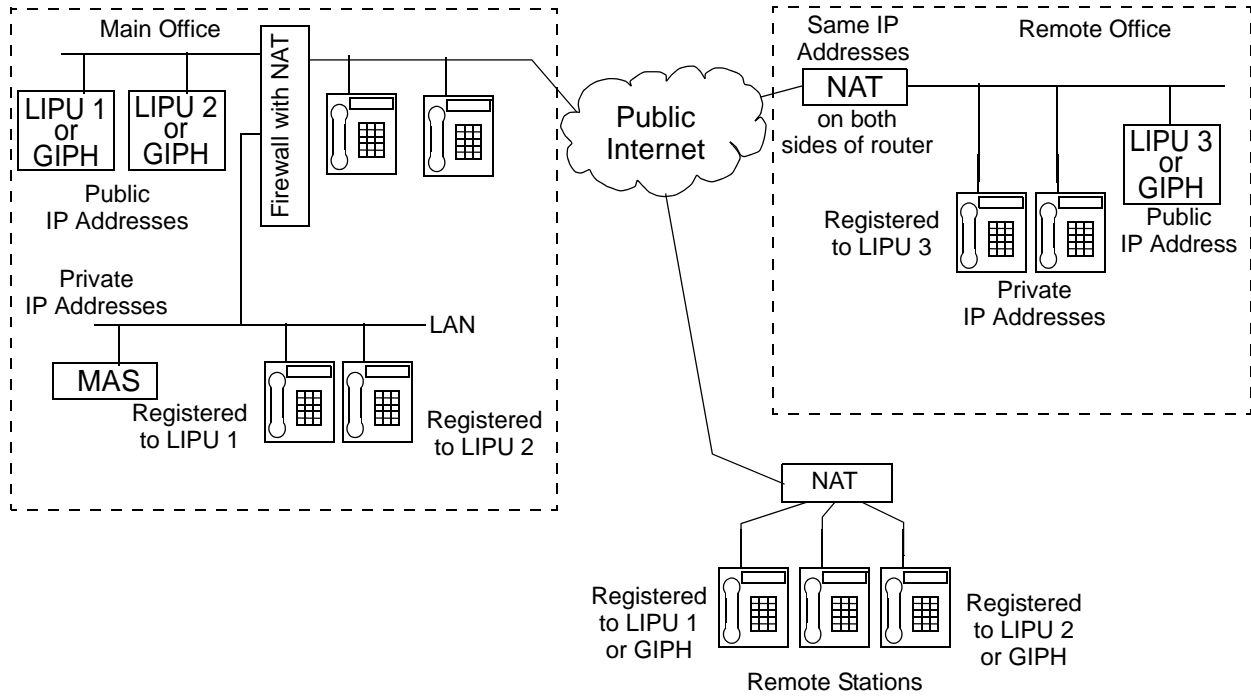 Main Office
LIPU 1
or
GIPH
LIPU 2
or
GIPH
Public
IP Addresses
Firewall with NAT
Private
IP Addresses
LAN
MAS
Registered
to LIPU 1
Registered
to LIPU 2
Public
Internet
Same IP
Addresses
NAT
on both
sides of router
Remote Office
LIPU 3
or
GIPH
Public
IP Address
Registered
to LIPU 3
Private
IP Addresses
NAT
Registered
to LIPU 1
or GIPH
Registered
to LIPU 2
or GIPH
Remote Stations